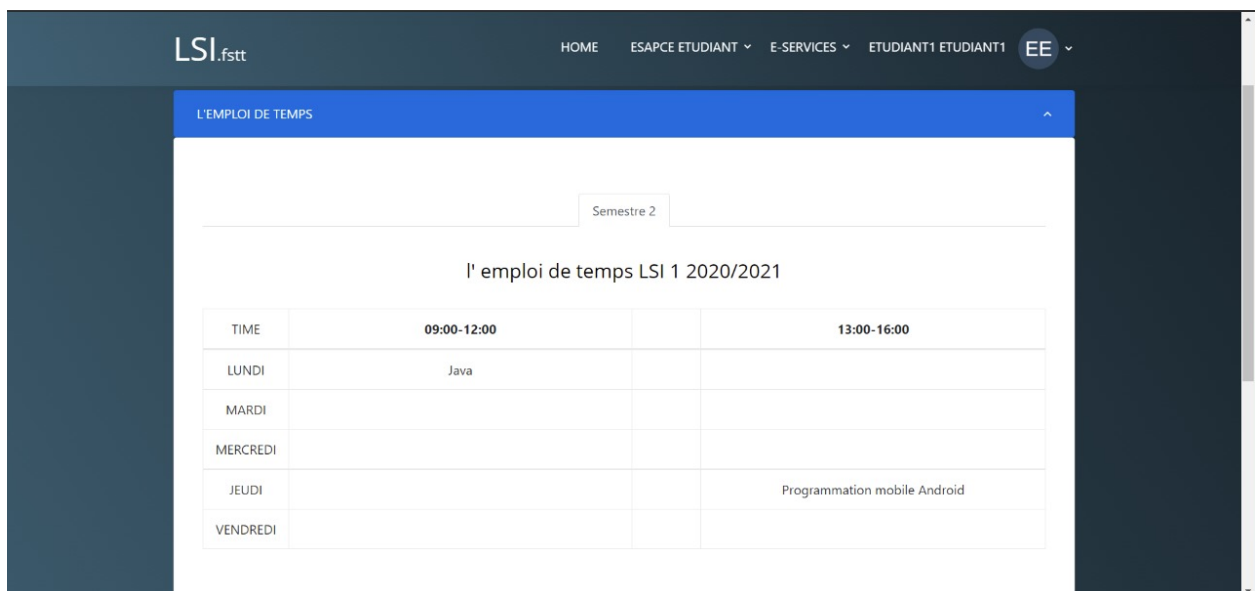 LSI.fstt HOME ESAPCE ETUDIANT E-SERVICES ETUDIANT1 ETUDIANT1 EE
L'EMPLOI DE TEMPS
Semestre 2
l' emploi de temps LSI 1 2020/2021
TIME 09:00-12:00 13:00-16:00
LUNDI Java
MARDI
MERCREDI
JEUDI Programmation mobile Android
VENDREDI